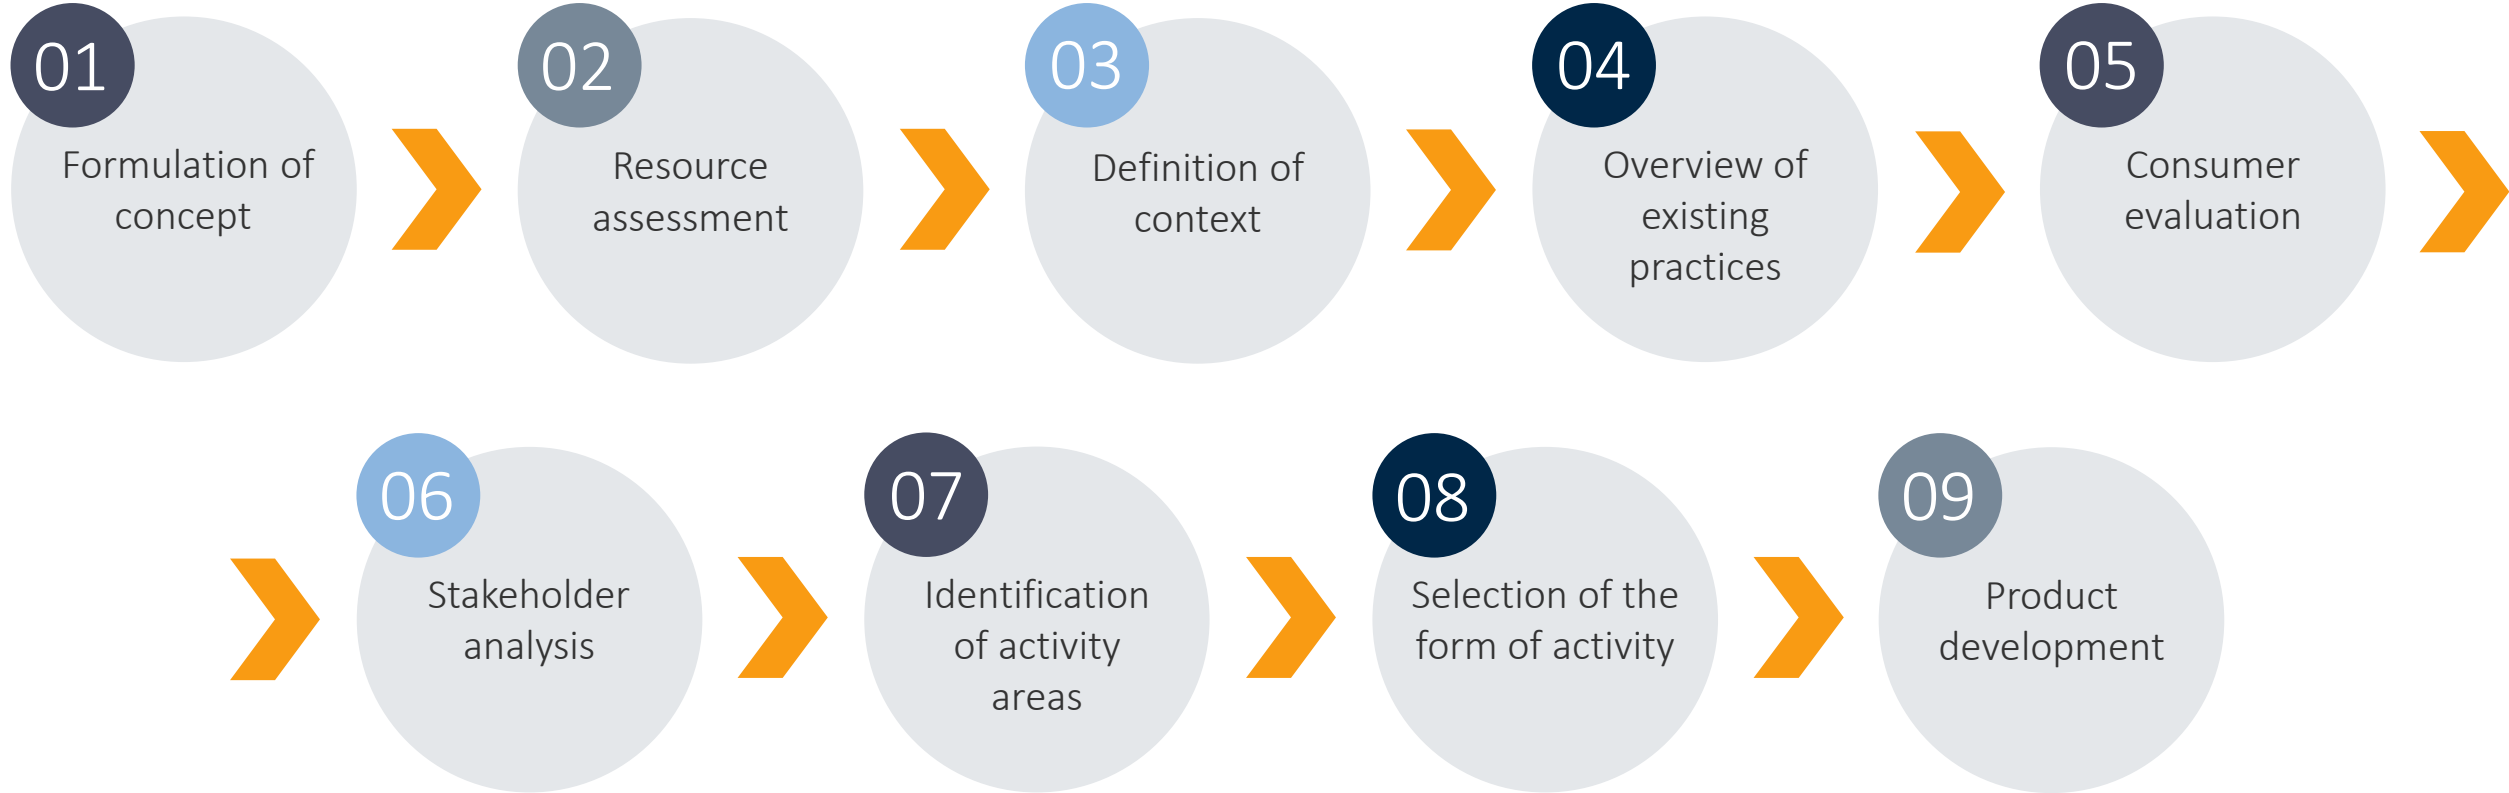 01
Formulation of
concept
02
Resource
assessment
03
Definition of
context
04
Overview of
existing
practices
05
Consumer
evaluation
06
Stakeholder
analysis
07
Identification
of activity
areas
08
Selection of the
form of activity
09
Product
development